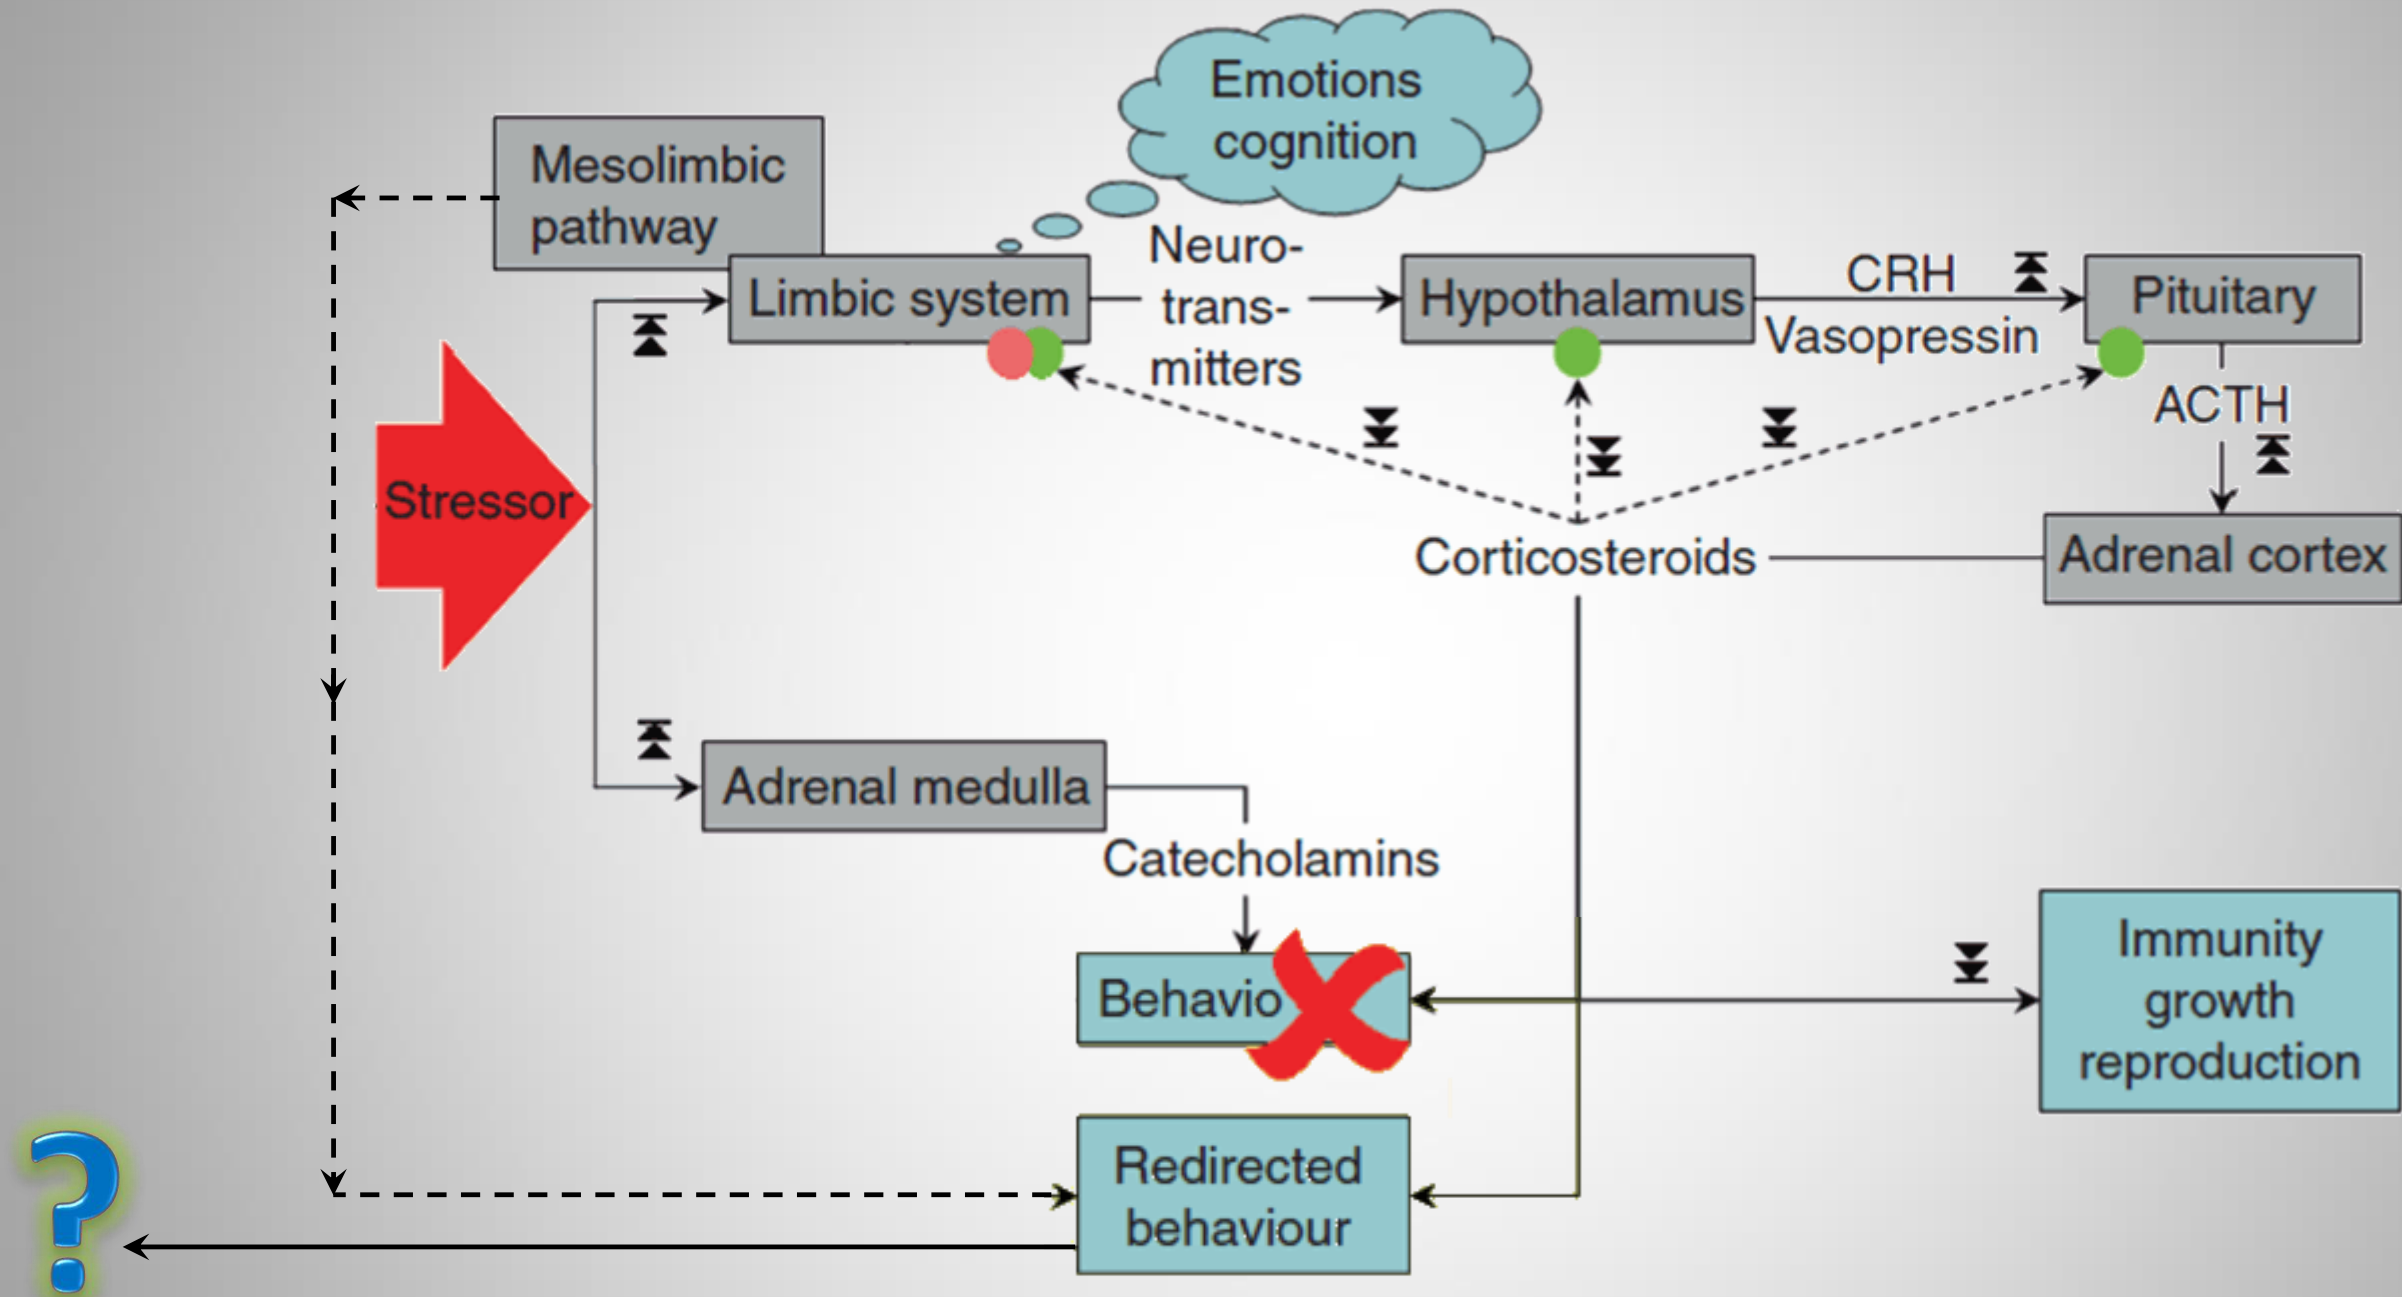 Emotions
cognition
Mesolimbic
pathway
Limbic system
Neuro-
trans-
mitters
Hypothalamus
CRH
Vasopressin
Pituitary
ACTH
Stressor
Corticosteroids
Adrenal cortex
Adrenal medulla
Catecholamins
Behavio
Immunity
growth
reproduction
Redirected
behaviour
?